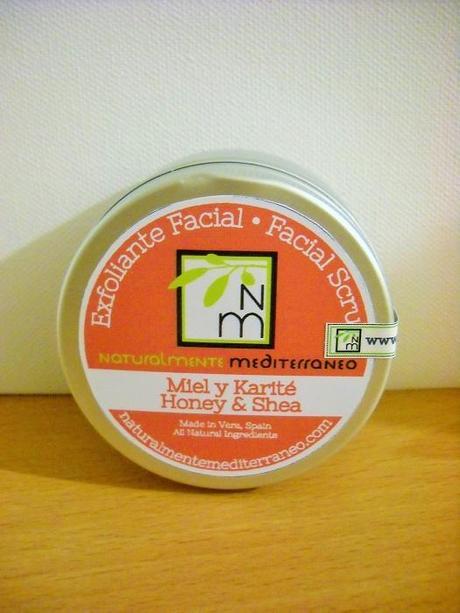 Exfoliante Facial • Facial Scru
N
m
NATURALMENTE MEDITERRANEO
N
m
www.
Miel y Karité
Honey & Shea
Made in Vera, Spain
All Natural Ingredients
naturalmentemediterraneo.com